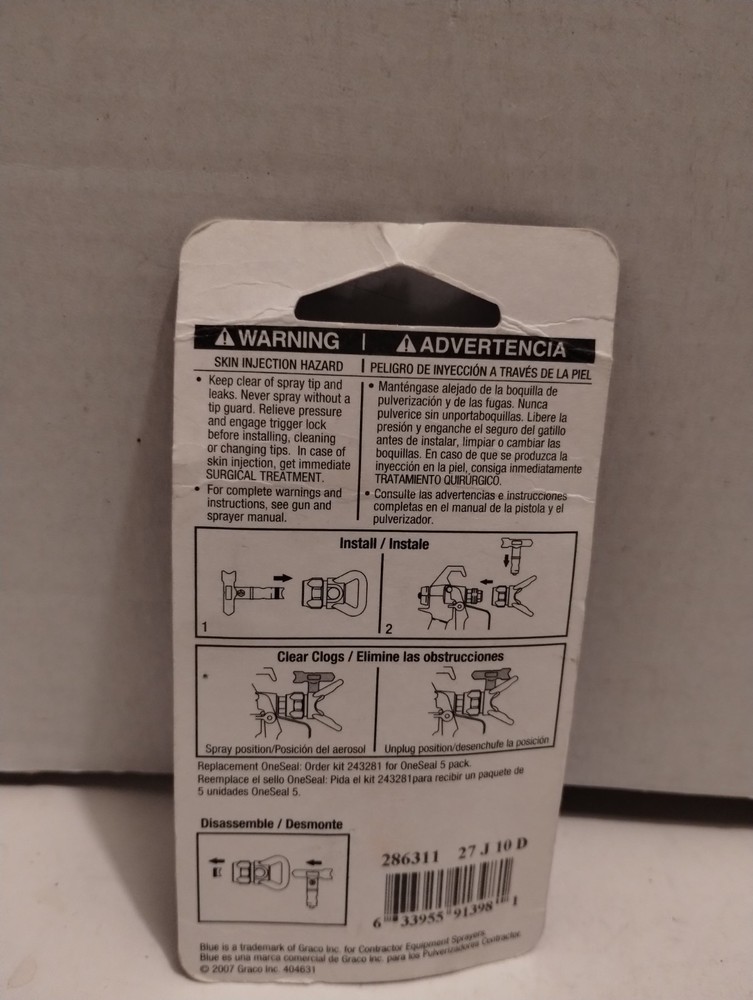 WARNING | ADVERTENCIA
SKIN INJECTION HAZARD
• Keep clear of spray tip and
leaks. Never spray without a
tip guard. Relieve pressure
and engage trigger lock
before installing, cleaning
or changing tips. In case of
skin injection, get immediate
SURGICAL TREATMENT.
• For complete warnings and
instructions, see gun and
sprayer manual.
PELIGRO DE INYECCIÓN A TRAVÉS DE LA PIEL
• Manténgase alejado de la boquilla de
pulverización y de las fugas. Nunca
pulverice sin unportaboquillas. Libere la
presión y enganche el seguro del gatillo
antes de instalar, limpiar o cambiar las
boquillas. En caso de que se produzca la
inyección en la piel, consiga inmediatamente
TRATAMIENTO QUIRÚRGICO.
• Consulte las advertencias e instrucciones
completas en el manual de la pistola y el
pulverizador.
Install / Instale
1
2
Clear Clogs / Elimine las obstrucciones
Spray position/Posición del aerosol
Unplug position/desenchufe la posición
Replacement OneSeal: Order kit 243281 for OneSeal 5 pack.
Reemplace el sello OneSeal: Pida el kit 243281para recibir un paquete de
5 unidades OneSeal 5.
Disassemble / Desmonte
286311 27 J 10 D
6 33955 91398 1
Blue is a trademark of Graco Inc. for Contractor Equipment Sprayers.
Blue es una marca comercial de Graco Inc. para los Pulverizadores Contractor.
© 2007 Graco Inc. 404631